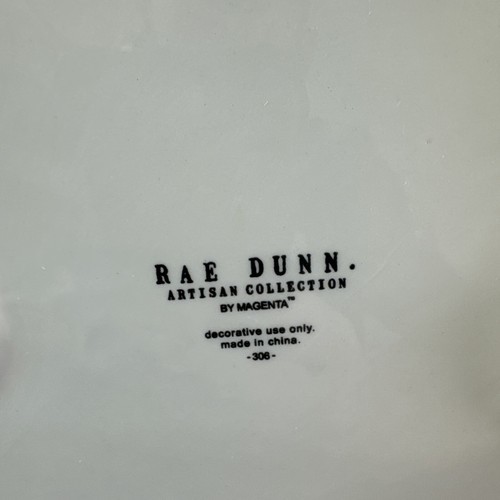 RAE DUNN.
ARTISAN COLLECTION
BY MAGENTA™
decorative use only.
made in china.
-306-